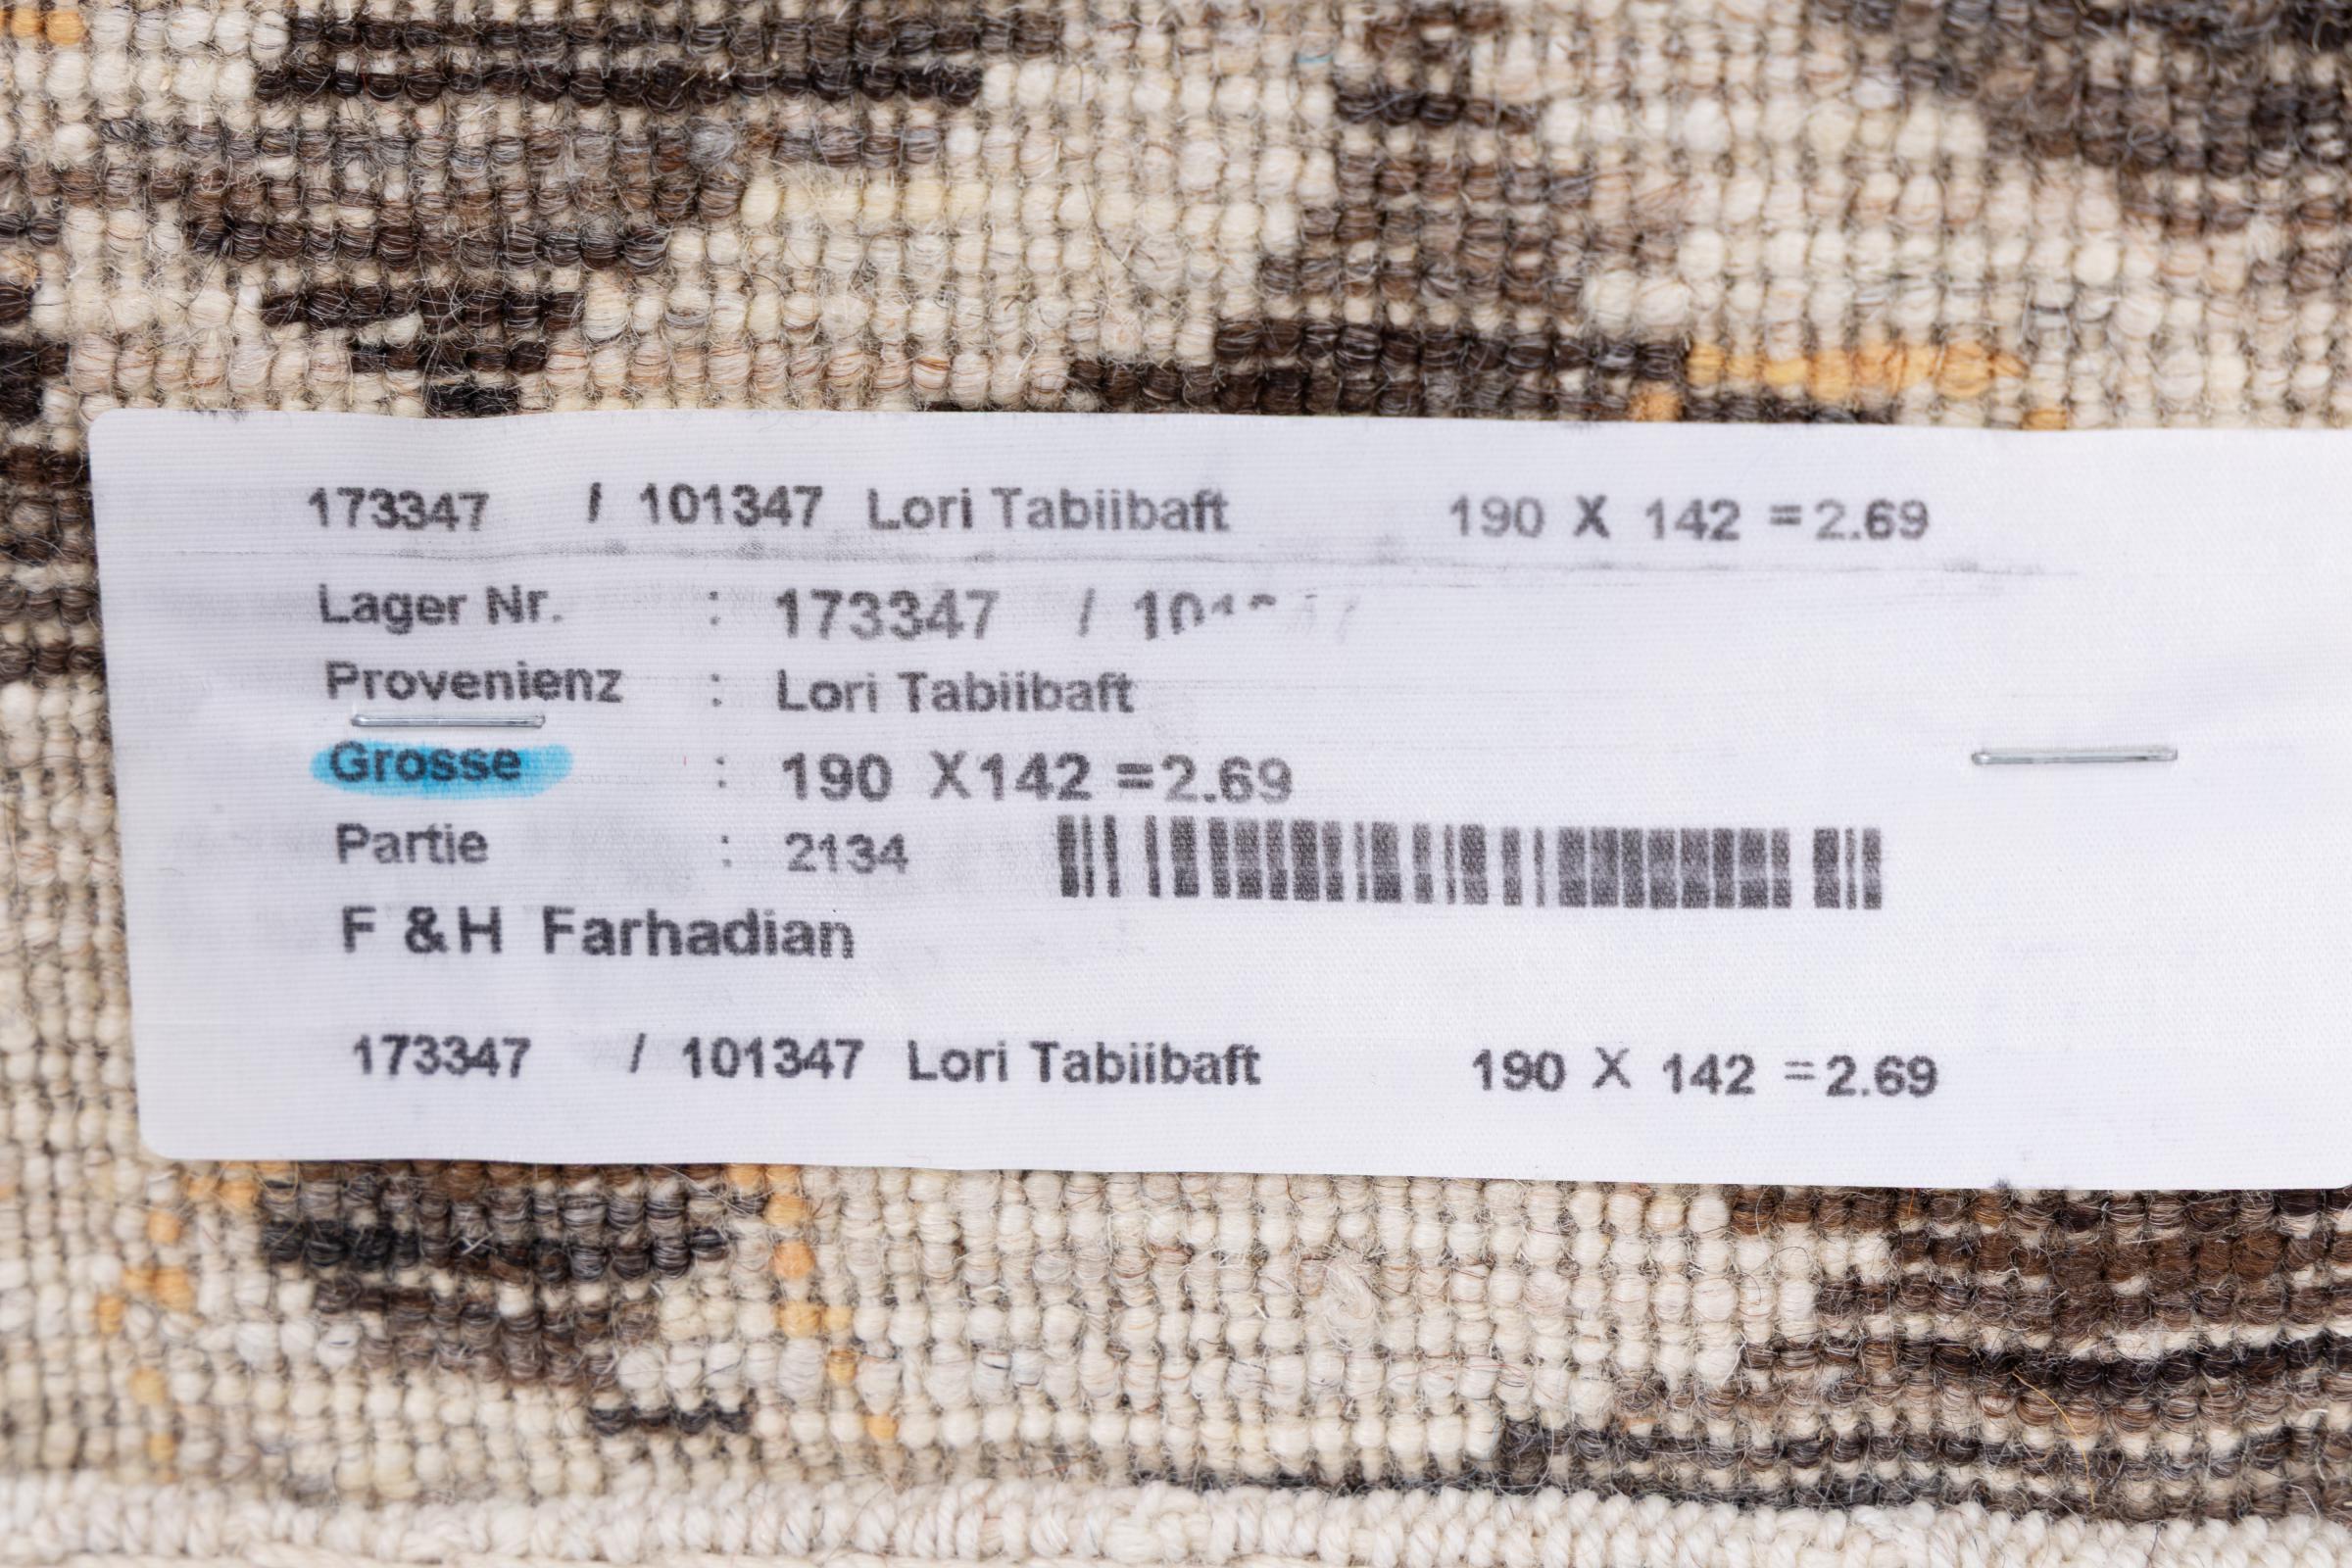 173347 / 101347 Lori Tabiibaft 190 X 142 =2.69
Lager Nr. : 173347 /
Provenienz : Lori Tabiibaft
Grosse : 190 X142 =2.69
Partie : 2134
F &H Farhadian
173347 / 101347 Lori Tabiibaft 190 X 142 =2.69